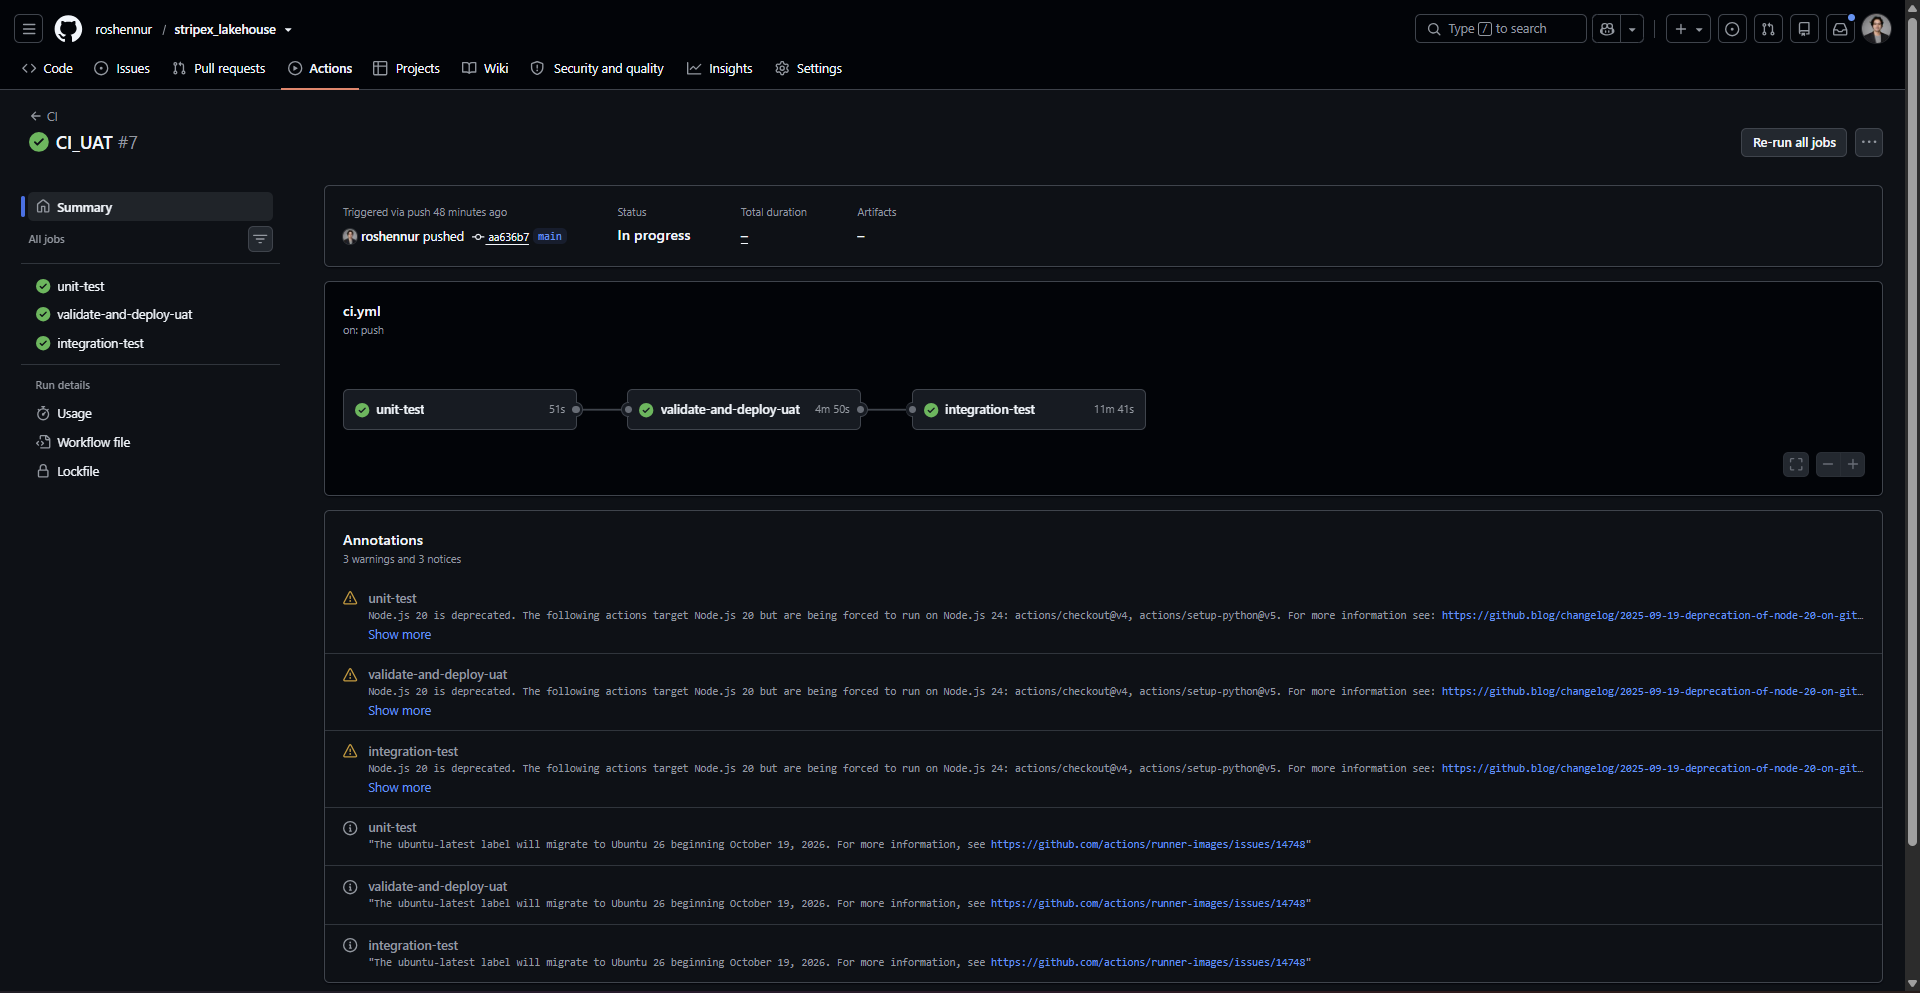 roshennur / stripex_lakehouse
Type / to search
Code
Issues
Pull requests
Actions
Projects
Wiki
Security and quality
Insights
Settings
CI
CI_UAT #7
Re-run all jobs
Summary
All jobs
unit-test
validate-and-deploy-uat
integration-test
Run details
Usage
Workflow file
Lockfile
Triggered via push 48 minutes ago
roshennur pushed aa636b7 main
Status
In progress
Total duration
–
Artifacts
–
ci.yml
on: push
unit-test 51s
validate-and-deploy-uat 4m 50s
integration-test 11m 41s
Annotations
3 warnings and 3 notices
unit-test
Node.js 20 is deprecated. The following actions target Node.js 20 but are being forced to run on Node.js 24: actions/checkout@v4, actions/setup-python@v5. For more information see: https://github.blog/changelog/2025-09-19-deprecation-of-node-20-on-git…
Show more
validate-and-deploy-uat
Node.js 20 is deprecated. The following actions target Node.js 20 but are being forced to run on Node.js 24: actions/checkout@v4, actions/setup-python@v5. For more information see: https://github.blog/changelog/2025-09-19-deprecation-of-node-20-on-git…
Show more
integration-test
Node.js 20 is deprecated. The following actions target Node.js 20 but are being forced to run on Node.js 24: actions/checkout@v4, actions/setup-python@v5. For more information see: https://github.blog/changelog/2025-09-19-deprecation-of-node-20-on-git…
Show more
unit-test
"The ubuntu-latest label will migrate to Ubuntu 26 beginning October 19, 2026. For more information, see https://github.com/actions/runner-images/issues/14748"
validate-and-deploy-uat
"The ubuntu-latest label will migrate to Ubuntu 26 beginning October 19, 2026. For more information, see https://github.com/actions/runner-images/issues/14748"
integration-test
"The ubuntu-latest label will migrate to Ubuntu 26 beginning October 19, 2026. For more information, see https://github.com/actions/runner-images/issues/14748"